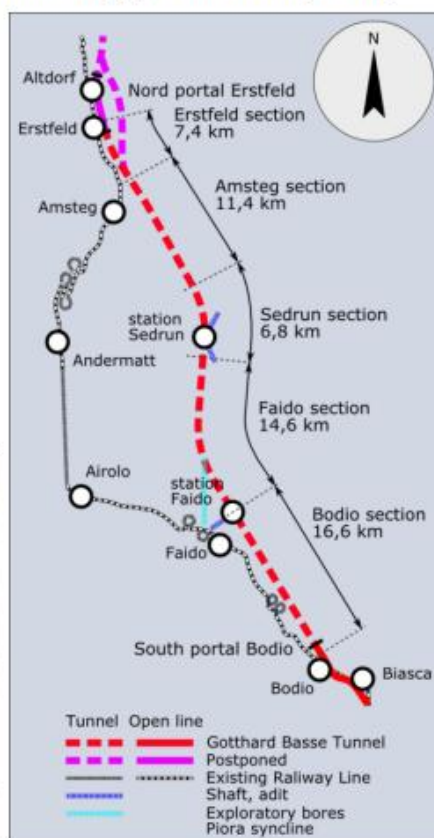 N
Altdorf
Nord portal Erstfeld
Erstfeld section
7,4 km
Erstfeld
Amsteg section
11,4 km
Amsteg
Sedrun section
6,8 km
station
Sedrun
Andermatt
Faido section
14,6 km
Airolo
station
Faido
Bodio section
16,6 km
Faido
South portal Bodio
Biasca
Bodio
Tunnel Open line
Gotthard Basse Tunnel
Postponed
Existing Raliway Line
Shaft, adit
Exploratory bores
Piora syncline